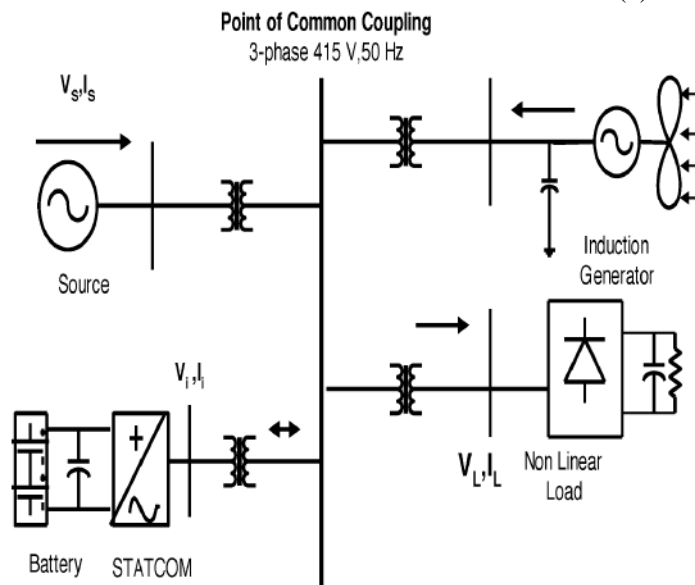 Point of Common Coupling
3-phase 415 V,50 Hz
Vs,Is
Source
Induction
Generator
Vi,Ii
VL,IL
Non Linear
Load
Battery
STATCOM